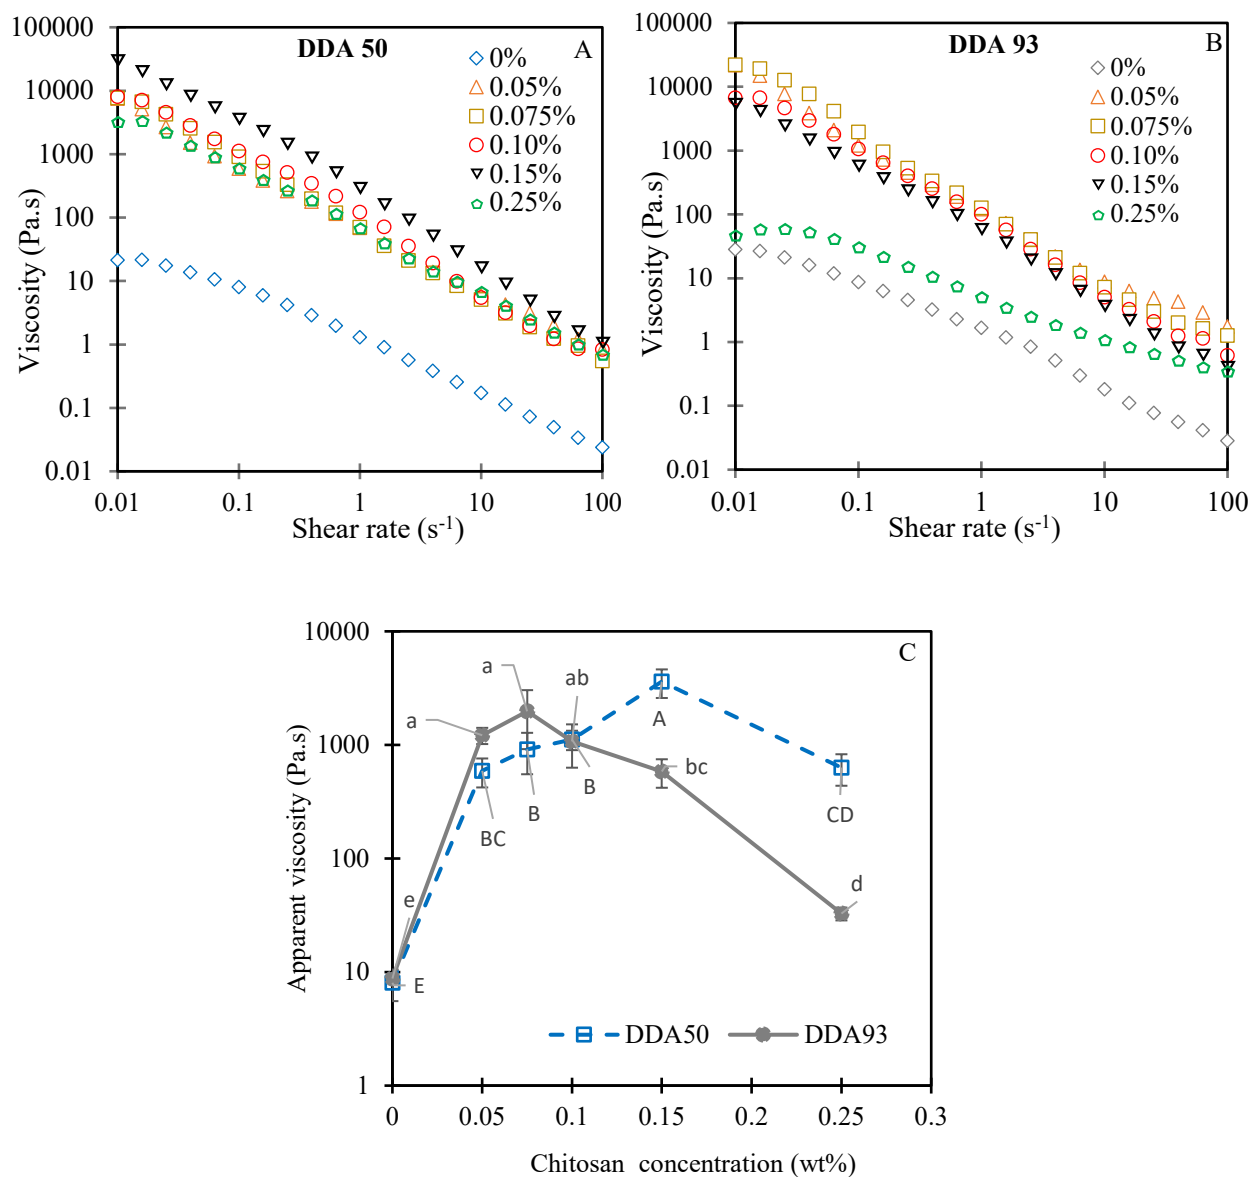 DDA 50
A
100000
10000
1000
100
10
1
0.1
0.01
0%
0.05%
0.075%
0.10%
0.15%
0.25%
Viscosity (Pa.s)
0.01 0.1 1 10 100
Shear rate (s-1)
DDA 93
B
100000
10000
1000
100
10
1
0.1
0.01
0%
0.05%
0.075%
0.10%
0.15%
0.25%
Viscosity (Pa.s)
0.01 0.1 1 10 100
Shear rate (s-1)
C
10000
1000
100
10
1
Apparent viscosity (Pa.s)
a
ab
a
A
bc
B
B
BC
CD
d
e
E
DDA50 DDA93
0 0.05 0.1 0.15 0.2 0.25 0.3
Chitosan concentration (wt%)